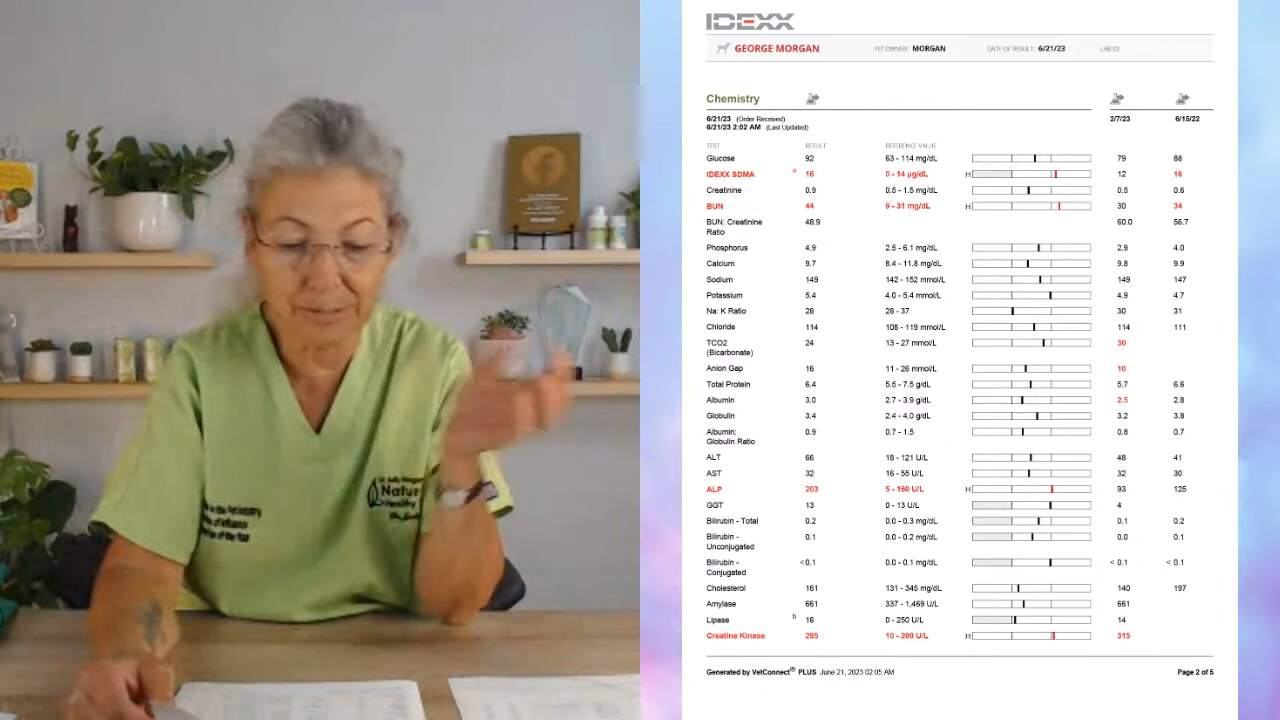 IDEXX
GEORGE MORGAN PET OWNER: MORGAN DATE OF RESULT: 6/21/23 LAB ID:
Chemistry
6/21/23 (Order Received)
6/21/23 2:02 AM (Last Updated)
2/7/23 6/15/22
TEST RESULT REFERENCE VALUE
Glucose 92 63 - 114 mg/dL 79 88
IDEXX SDMA a 16 0 - 14 µg/dL H 12 16
Creatinine 0.9 0.5 - 1.5 mg/dL 0.5 0.6
BUN 44 9 - 31 mg/dL H 30 34
BUN: Creatinine Ratio 48.9 60.0 56.7
Phosphorus 4.9 2.5 - 6.1 mg/dL 2.9 4.0
Calcium 9.7 8.4 - 11.8 mg/dL 9.8 9.9
Sodium 149 142 - 152 mmol/L 149 147
Potassium 5.4 4.0 - 5.4 mmol/L 4.9 4.7
Na: K Ratio 28 28 - 37 30 31
Chloride 114 108 - 119 mmol/L 114 111
TCO2 (Bicarbonate) 24 13 - 27 mmol/L 30
Anion Gap 16 11 - 26 mmol/L 10
Total Protein 6.4 5.5 - 7.5 g/dL 5.7 6.6
Albumin 3.0 2.7 - 3.9 g/dL 2.5 2.8
Globulin 3.4 2.4 - 4.0 g/dL 3.2 3.8
Albumin: Globulin Ratio 0.9 0.7 - 1.5 0.8 0.7
ALT 66 18 - 121 U/L 48 41
AST 32 16 - 55 U/L 32 30
ALP 203 5 - 160 U/L H 93 125
GGT 13 0 - 13 U/L 4
Bilirubin - Total 0.2 0.0 - 0.3 mg/dL 0.1 0.2
Bilirubin - Unconjugated 0.1 0.0 - 0.2 mg/dL 0.0 0.1
Bilirubin - Conjugated <0.1 0.0 - 0.1 mg/dL < 0.1 < 0.1
Cholesterol 161 131 - 345 mg/dL 140 197
Amylase 661 337 - 1,469 U/L 661
Lipase b 16 0 - 250 U/L 14
Creatine Kinase 295 10 - 200 U/L H 315
Generated by VetConnect® PLUS June 21, 2023 02:05 AM Page 2 of 5